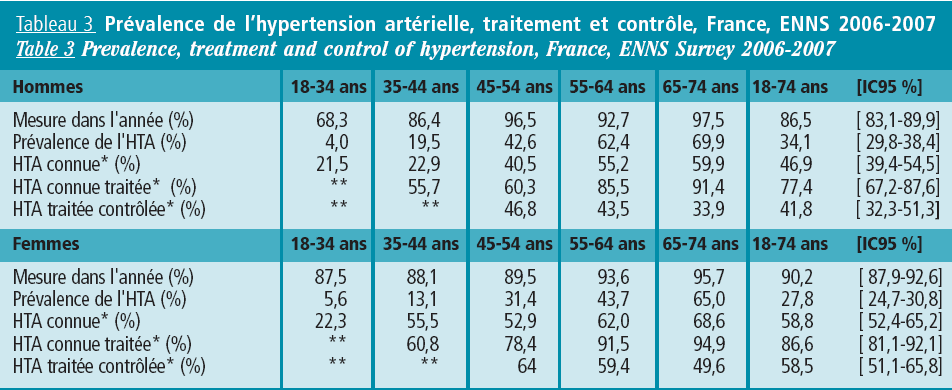 Tableau 3 Prévalence de l'hypertension artérielle, traitement et contrôle, France, ENNS 2006-2007
Table 3 Prevalence, treatment and control of hypertension, France, ENNS Survey 2006-2007
Hommes 18-34 ans 35-44 ans 45-54 ans 55-64 ans 65-74 ans 18-74 ans [IC95 %]
Mesure dans l'année (%) 68,3 86,4 96,5 92,7 97,5 86,5 [ 83,1-89,9]
Prévalence de l'HTA (%) 4,0 19,5 42,6 62,4 69,9 34,1 [ 29,8-38,4]
HTA connue* (%) 21,5 22,9 40,5 55,2 59,9 46,9 [ 39,4-54,5]
HTA connue traitée* (%) ** 55,7 60,3 85,5 91,4 77,4 [ 67,2-87,6]
HTA traitée contrôlée* (%) ** ** 46,8 43,5 33,9 41,8 [ 32,3-51,3]
Femmes 18-34 ans 35-44 ans 45-54 ans 55-64 ans 65-74 ans 18-74 ans [IC95 %]
Mesure dans l'année (%) 87,5 88,1 89,5 93,6 95,7 90,2 [ 87,9-92,6]
Prévalence de l'HTA (%) 5,6 13,1 31,4 43,7 65,0 27,8 [ 24,7-30,8]
HTA connue* (%) 22,3 55,5 52,9 62,0 68,6 58,8 [ 52,4-65,2]
HTA connue traitée* (%) ** 60,8 78,4 91,5 94,9 86,6 [ 81,1-92,1]
HTA traitée contrôlée* (%) ** ** 64 59,4 49,6 58,5 [ 51,1-65,8]